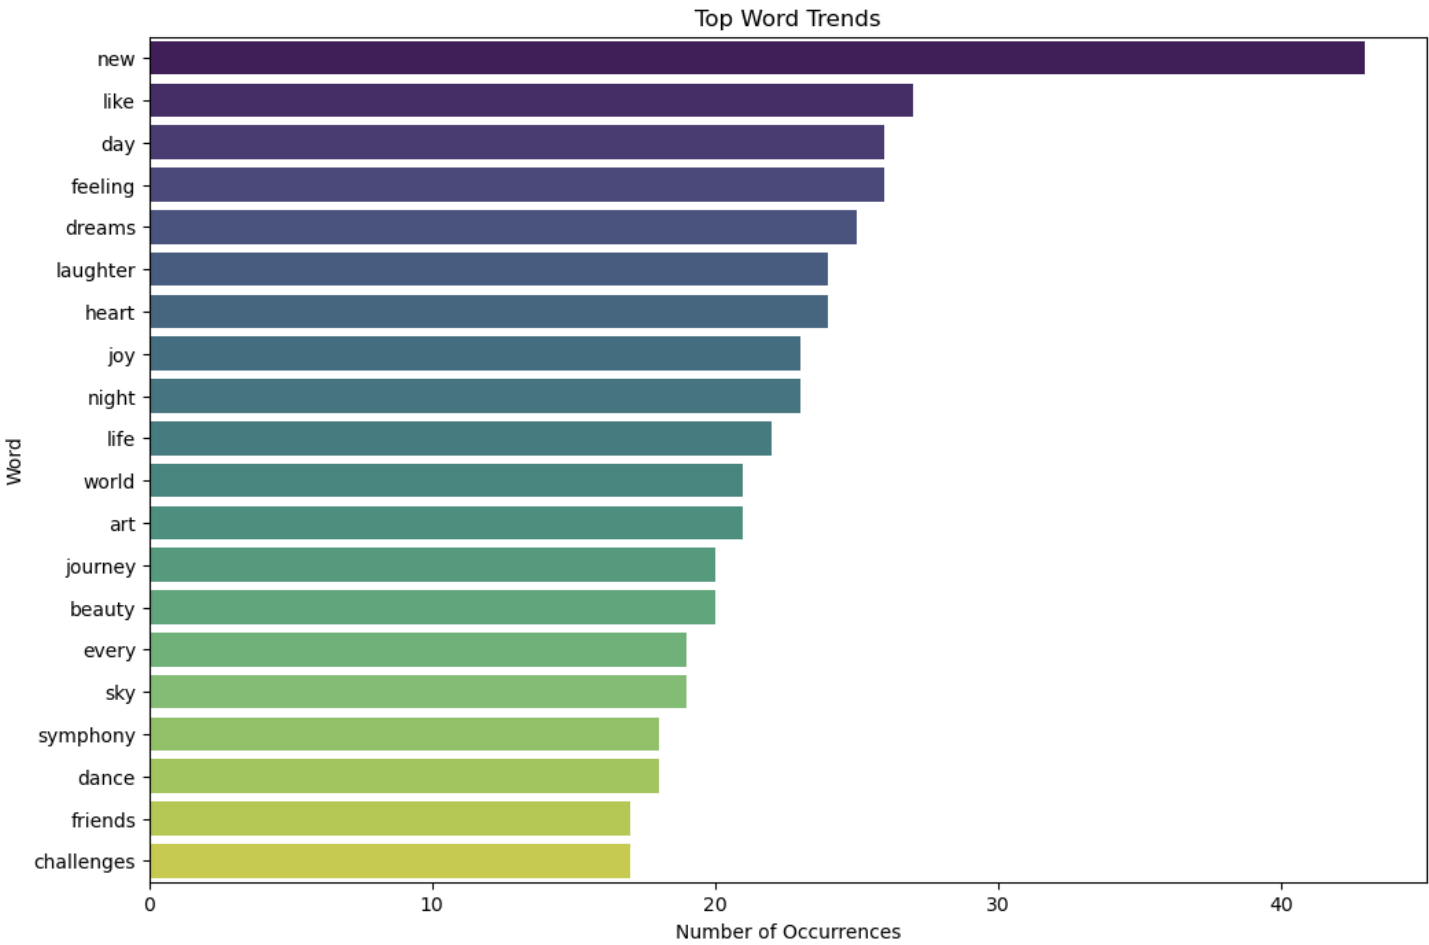 Top Word Trends
new
like
day
feeling
dreams
laughter
heart
joy
night
life
world
art
journey
beauty
every
sky
symphony
dance
friends
challenges
Word
0 10 20 30 40
Number of Occurrences